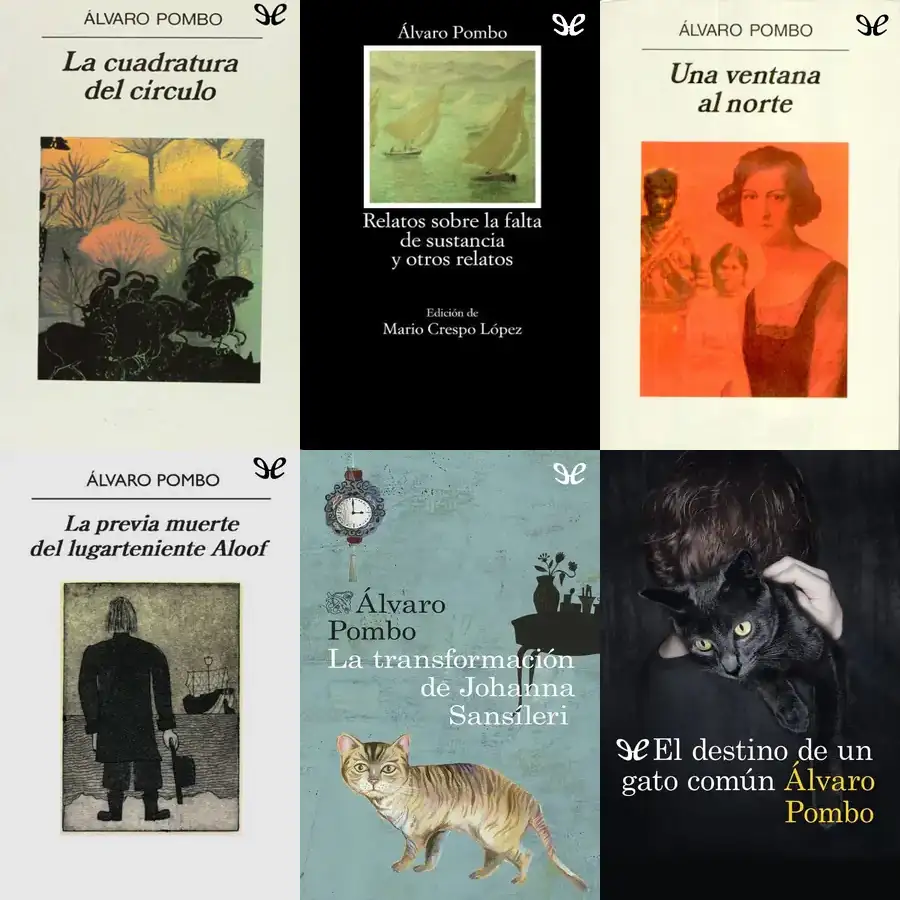 ÁLVARO POMBO
La cuadratura
del círculo
Álvaro Pombo
Relatos sobre la falta
de sustancia
y otros relatos
Edición de
Mario Crespo López
ÁLVARO POMBO
Una ventana
al norte
ÁLVARO POMBO
La previa muerte
del lugarteniente Aloof
Álvaro
Pombo
La transformación
de Johanna
Sansíleri
El destino de un
gato común Álvaro
Pombo